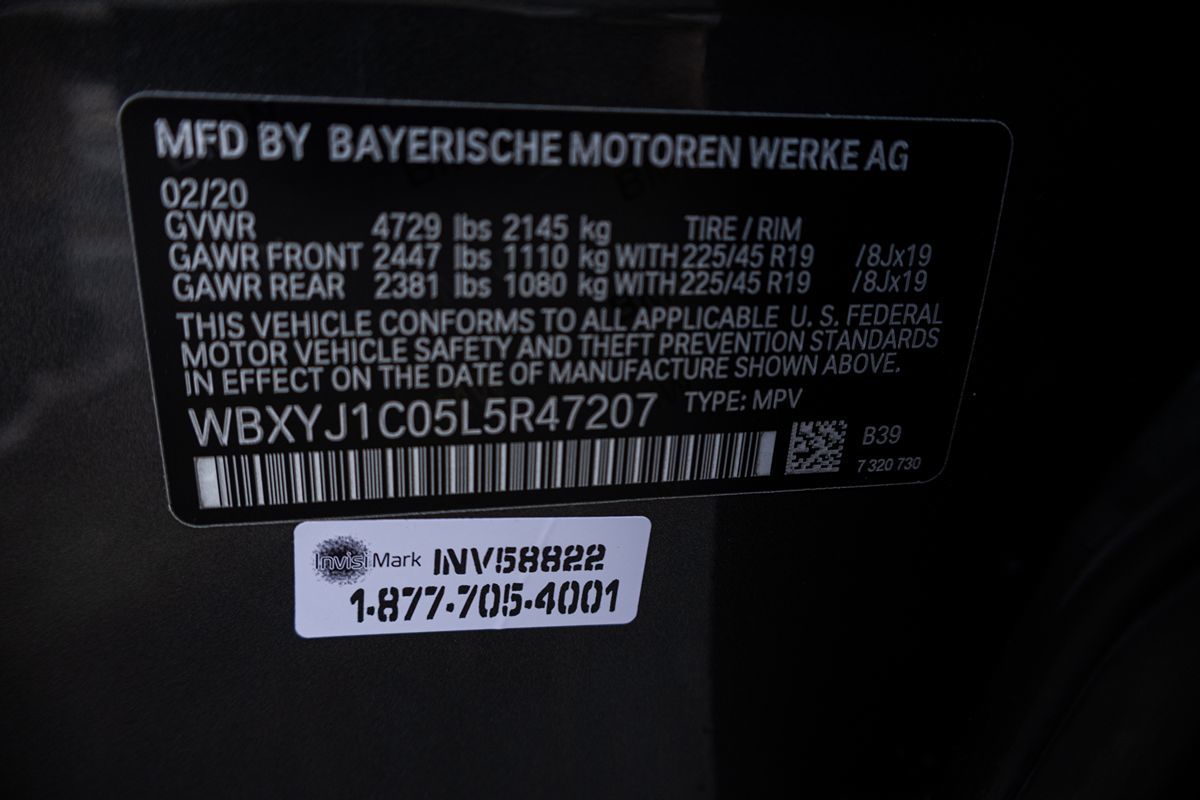 MFD BY BAYERISCHE MOTOREN WERKE AG
02/20
GVWR 4729 lbs 2145 kg TIRE / RIM
GAWR FRONT 2447 lbs 1110 kg WITH 225/45 R19 /8Jx19
GAWR REAR 2381 lbs 1080 kg WITH 225/45 R19 /8Jx19
THIS VEHICLE CONFORMS TO ALL APPLICABLE U. S. FEDERAL
MOTOR VEHICLE SAFETY AND THEFT PREVENTION STANDARDS
IN EFFECT ON THE DATE OF MANUFACTURE SHOWN ABOVE.
WBXYJ1C05L5R47207 TYPE: MPV
B39
7 320 730
InvisiMark INV58822
1-877-705-4001